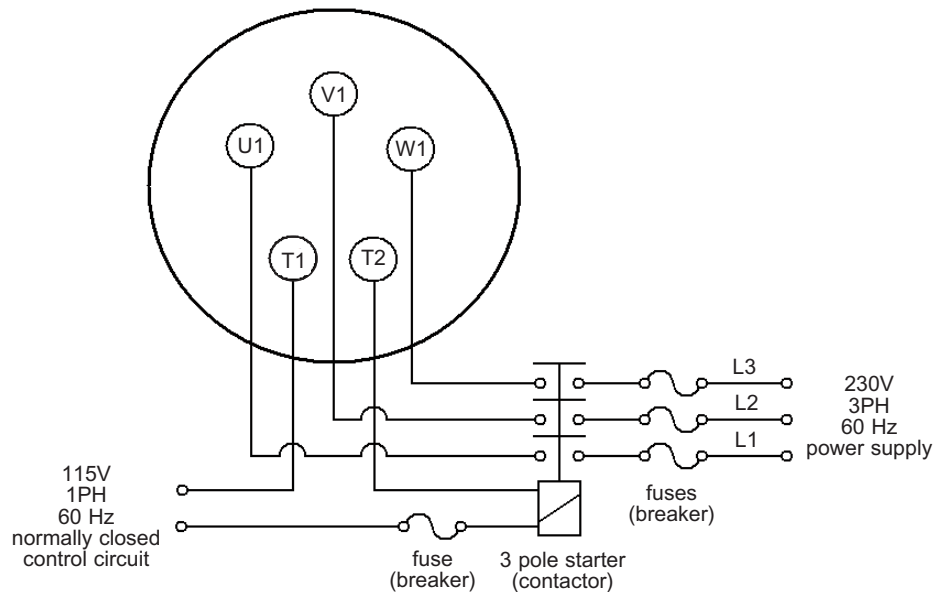 V1
U1
W1
T1
T2
L3
L2
L1
230V
3PH
60 Hz
power supply
115V
1PH
60 Hz
normally closed
control circuit
fuse
(breaker)
3 pole starter
(contactor)
fuses
(breaker)